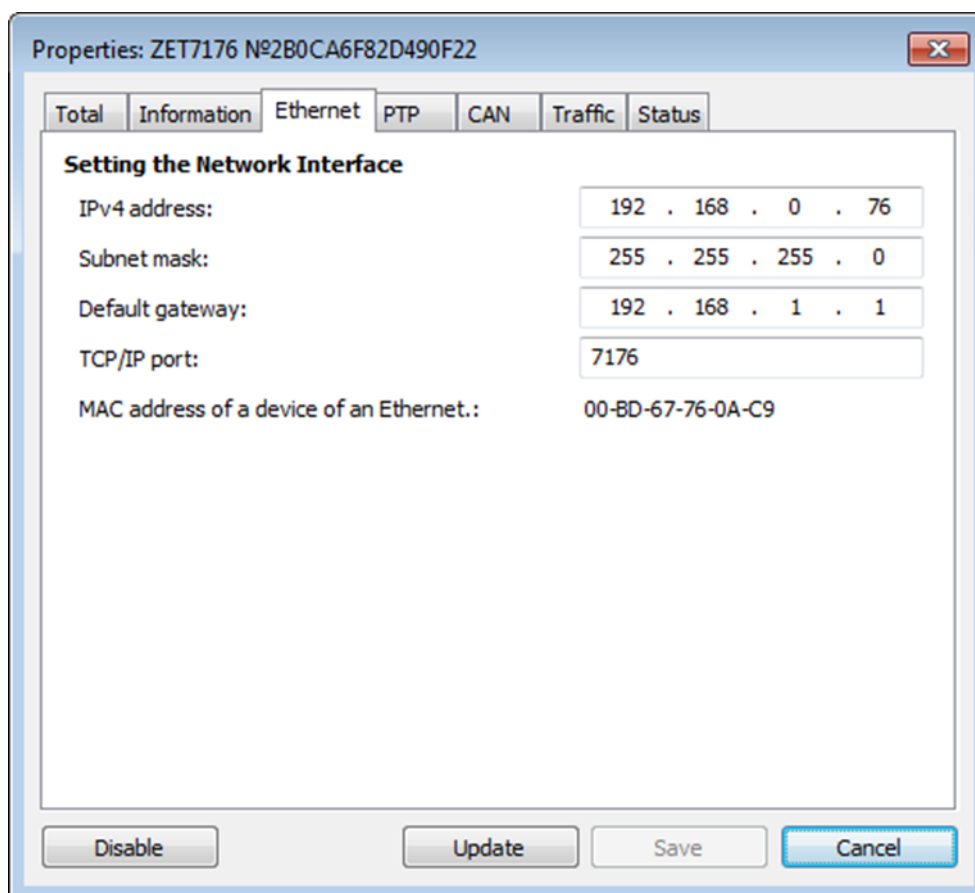 Properties: ZET7176 №2B0CA6F82D490F22
Total Information Ethernet PTP CAN Traffic Status
Setting the Network Interface
IPv4 address: 192 . 168 . 0 . 76
Subnet mask: 255 . 255 . 255 . 0
Default gateway: 192 . 168 . 1 . 1
TCP/IP port: 7176
MAC address of a device of an Ethernet.: 00-BD-67-76-0A-C9
Disable Update Save Cancel